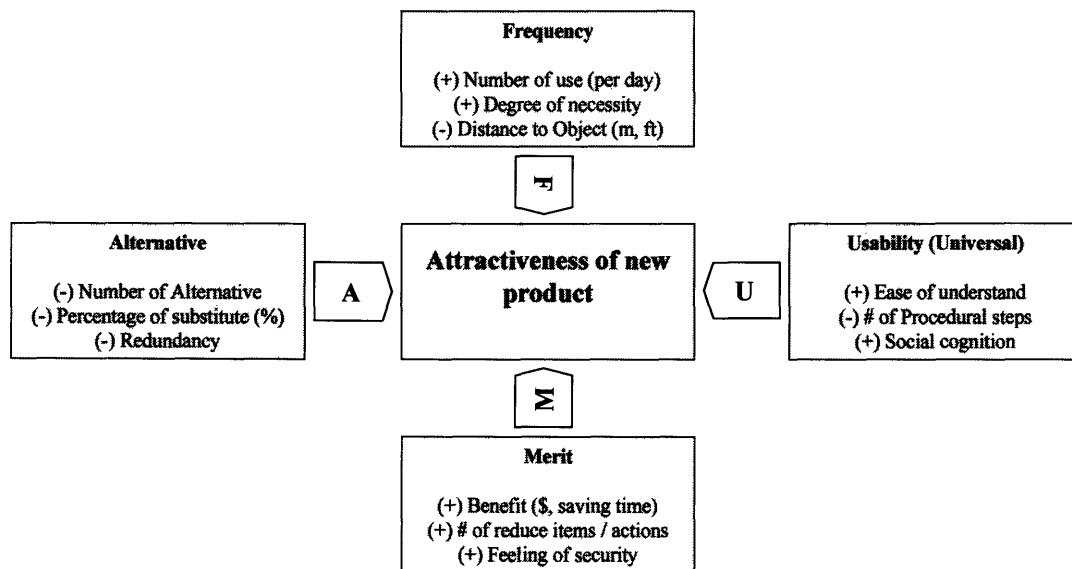 Frequency
(+) Number of use (per day)
(+) Degree of necessity
(-) Distance to Object (m, ft)
F
Alternative
(-) Number of Alternative
(-) Percentage of substitute (%)
(-) Redundancy
A
Attractiveness of new
product
U
Usability (Universal)
(+) Ease of understand
(-) # of Procedural steps
(+) Social cognition
M
Merit
(+) Benefit ($, saving time)
(+) # of reduce items / actions
(+) Feeling of security